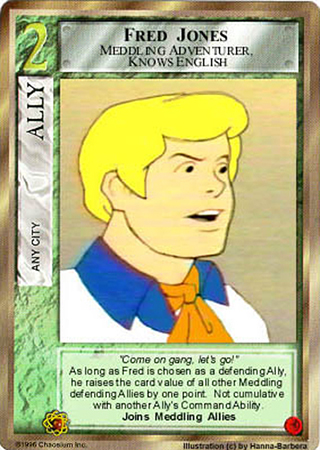 2
FRED JONES
MEDDLING ADVENTURER,
KNOWS ENGLISH
ALLY
ANY CITY
"Come on gang, let's go!"
As long as Fred is chosen as a defending Ally,
he raises the card value of all other Meddling
defending Allies by one point. Not cumulative
with another Ally's Command Ability.
Joins Meddling Allies
©1996 Chaosium Inc.
Illustration (c) by Hanna-Barbera